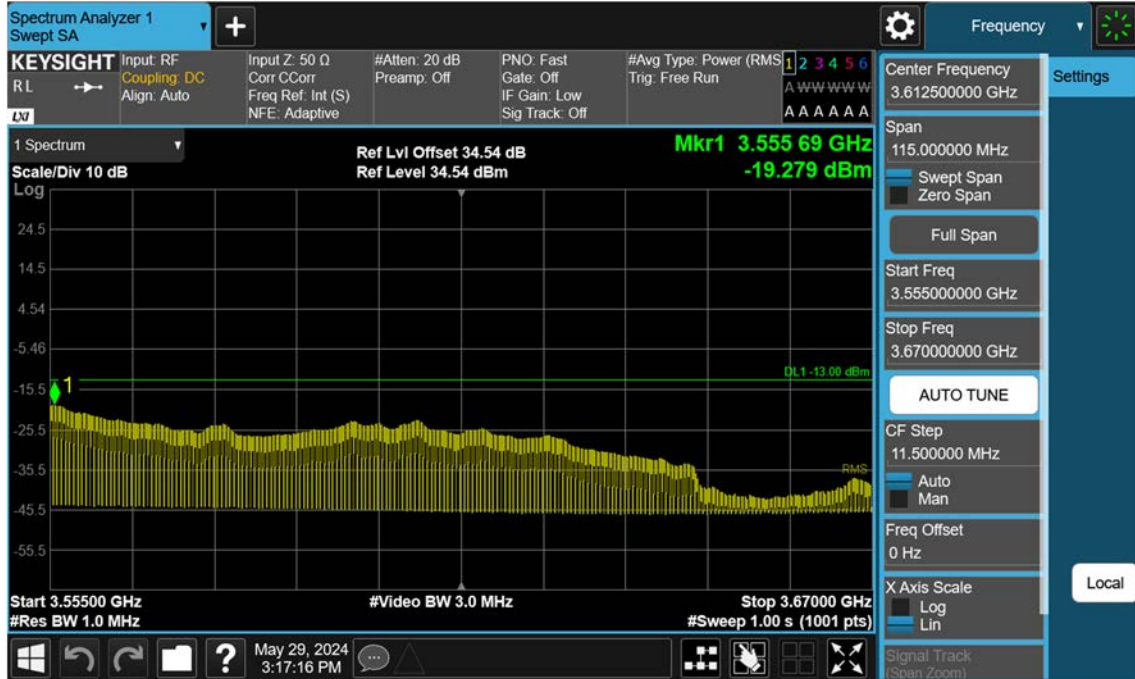 Spectrum Analyzer 1
Swept SA
+
Frequency
KEYSIGHT
R L
LXI
Input: RF
Coupling: DC
Align: Auto
Input Z: 50 Ω
Corr CCorr
Freq Ref: Int (S)
NFE: Adaptive
#Atten: 20 dB
Preamp: Off
PNO: Fast
Gate: Off
IF Gain: Low
Sig Track: Off
#Avg Type: Power (RMS
Trig: Free Run
1 2 3 4 5 6
A W W W W W
A A A A A A
1 Spectrum
Scale/Div 10 dB
Log
Ref Lvl Offset 34.54 dB
Ref Level 34.54 dBm
Mkr1 3.555 69 GHz
-19.279 dBm
24.5
14.5
4.54
-5.46
-15.5
-25.5
-35.5
-45.5
-55.5
1
DL1 -13.00 dBm
RMS
Start 3.55500 GHz
#Res BW 1.0 MHz
#Video BW 3.0 MHz
Stop 3.67000 GHz
#Sweep 1.00 s (1001 pts)
Center Frequency
3.612500000 GHz
Span
115.000000 MHz
Swept Span
Zero Span
Full Span
Start Freq
3.555000000 GHz
Stop Freq
3.670000000 GHz
AUTO TUNE
CF Step
11.500000 MHz
Auto
Man
Freq Offset
0 Hz
X Axis Scale
Log
Lin
Signal Track
(Span Zoom)
Settings
Local
?
May 29, 2024
3:17:16 PM